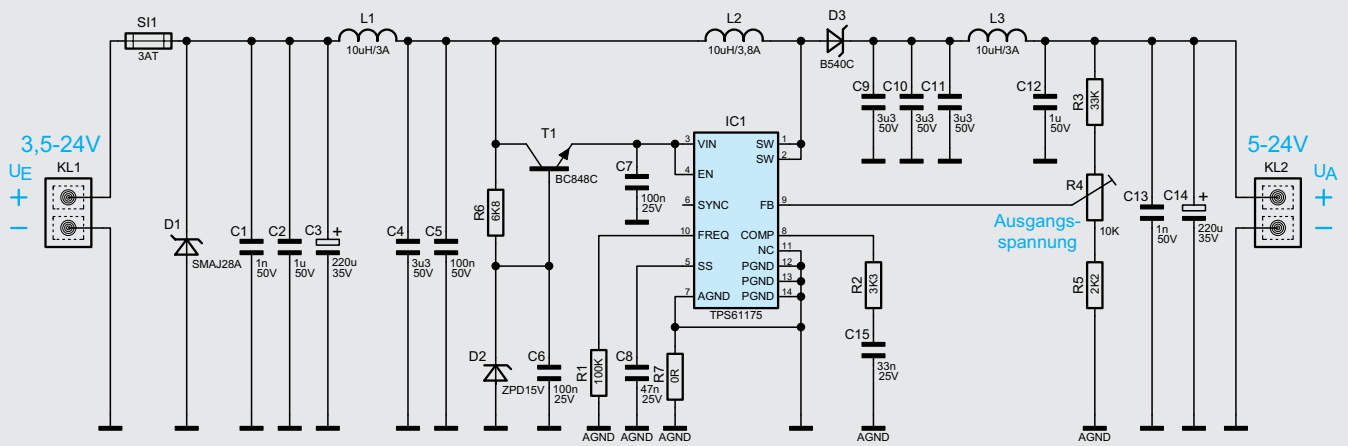 SI1
3AT
L1
10uH/3A
L2
10uH/3,8A
D3
B540C
L3
10uH/3A
3,5-24V
KL1
UE
+
−
D1
SMAJ28A
C1
1n
50V
C2
1u
50V
C3
+
220u
35V
C4
3u3
50V
C5
100n
50V
R6
6K8
T1
BC848C
D2
ZPD15V
C6
100n
25V
C7
100n
25V
R1
100K
AGND
C8
47n
25V
AGND
R7
0R
AGND
IC1
3 VIN
4 EN
6 SYNC
10 FREQ
5 SS
7 AGND
SW 1
SW 2
FB 9
COMP 8
NC 11
PGND 12
PGND 13
PGND 14
TPS61175
C9
3u3
50V
C10
3u3
50V
C11
3u3
50V
C12
1u
50V
R2
3K3
C15
33n
25V
AGND
R3
33K
R4
10K
Ausgangs-
spannung
R5
2K2
AGND
C13
1n
50V
C14
+
220u
35V
5-24V
KL2
UA
+
−